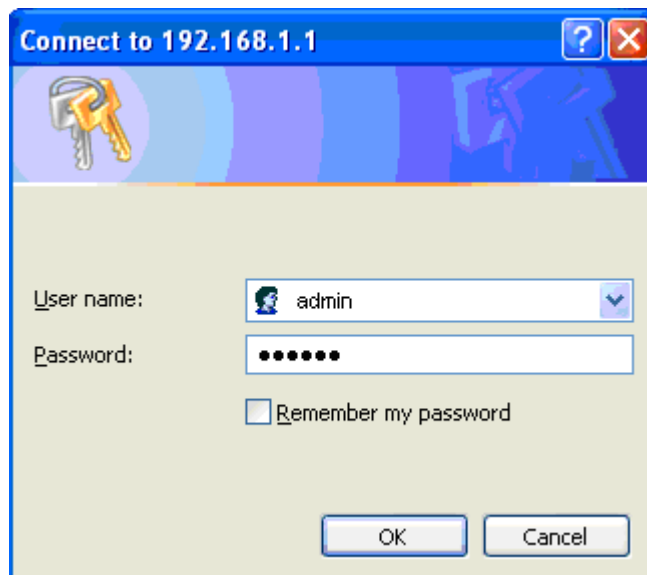 Connect to 192.168.1.1
User name: admin
Password: ••••••
Remember my password
OK Cancel